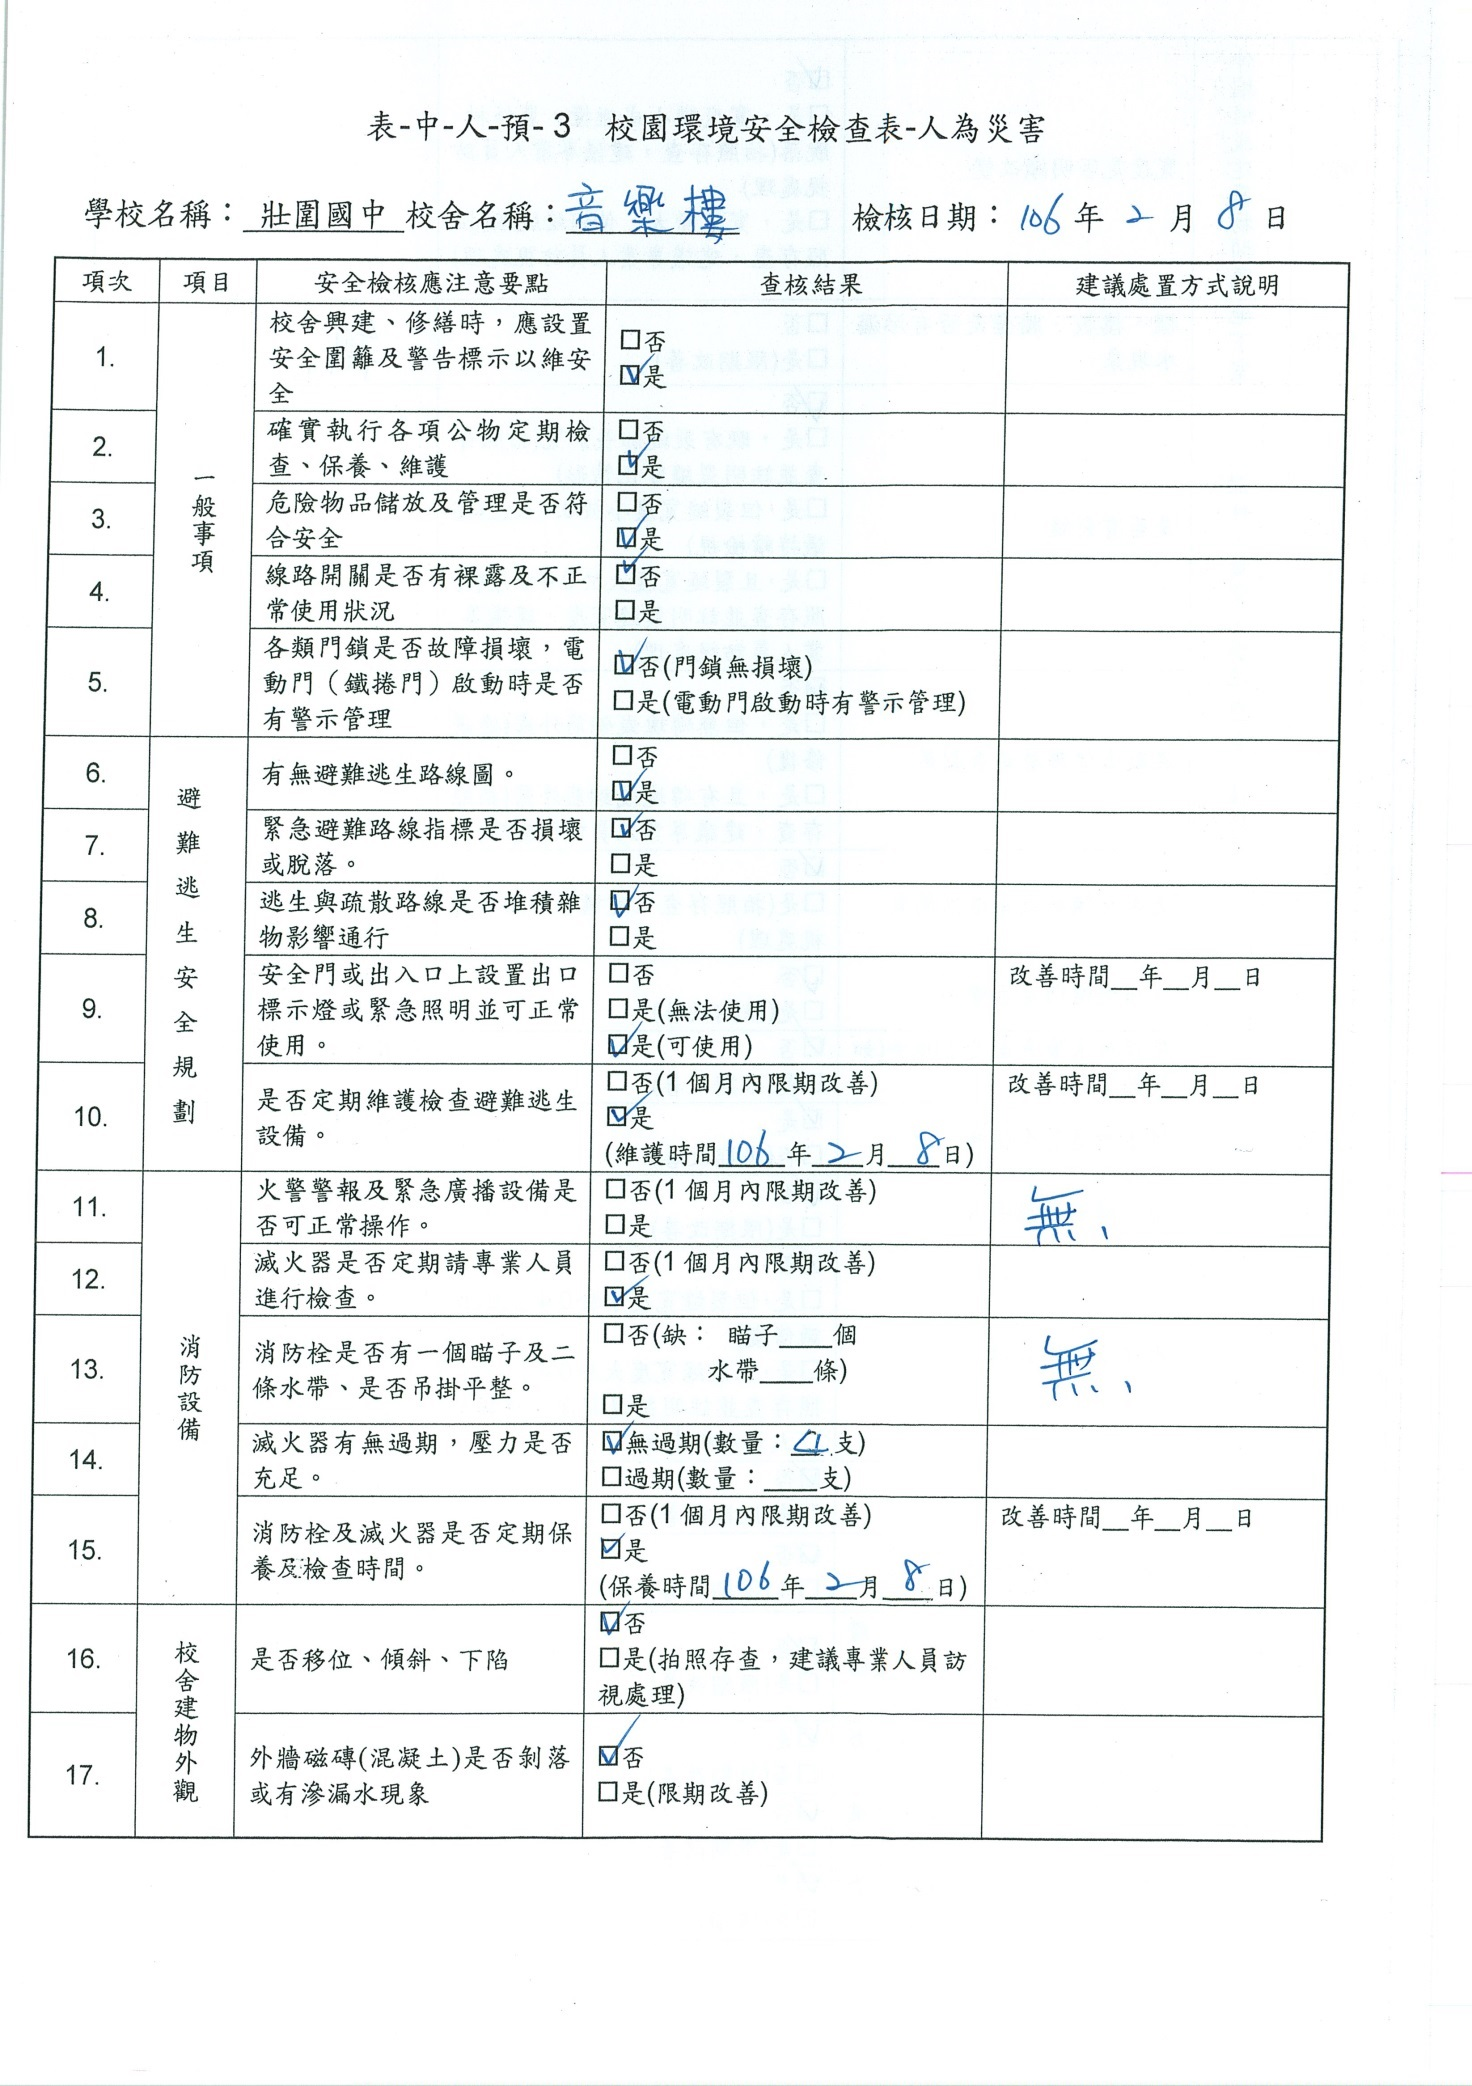 表-中-人-預- 3 校園環境安全檢查表-人為災害
學校名稱： 壯圍國中 校舍名稱：音樂樓 檢核日期： 106 年 2 月 8 日
項次 項目 安全檢核應注意要點 查核結果 建議處置方式說明
一般事項
1.
校舍興建、修繕時，應設置
安全圍籬及警告標示以維安
全
□否
☑是
2.
確實執行各項公物定期檢
查、保養、維護
□否
☑是
3.
危險物品儲放及管理是否符
合安全
□否
☑是
4.
線路開關是否有裸露及不正
常使用狀況
☑否
□是
5.
各類門鎖是否故障損壞，電
動門（鐵捲門）啟動時是否
有警示管理
☑否(門鎖無損壞)
□是(電動門啟動時有警示管理)
避難逃生安全規劃
6.
有無避難逃生路線圖。
□否
☑是
7.
緊急避難路線指標是否損壞
或脫落。
☑否
□是
8.
逃生與疏散路線是否堆積雜
物影響通行
☑否
□是
9.
安全門或出入口上設置出口
標示燈或緊急照明並可正常
使用。
□否
□是(無法使用)
☑是(可使用)
改善時間__年__月__日
10.
是否定期維護檢查避難逃生
設備。
□否(1 個月內限期改善)
☑是
(維護時間 106 年 2 月 8 日)
改善時間__年__月__日
消防設備
11.
火警警報及緊急廣播設備是
否可正常操作。
□否(1 個月內限期改善)
□是
無、
12.
滅火器是否定期請專業人員
進行檢查。
□否(1 個月內限期改善)
☑是
13.
消防栓是否有一個瞄子及二
條水帶、是否吊掛平整。
□否(缺： 瞄子____個
水帶____條)
□是
無、
14.
滅火器有無過期，壓力是否
充足。
☑無過期(數量：4 支)
□過期(數量：____支)
15.
消防栓及滅火器是否定期保
養及檢查時間。
□否(1 個月內限期改善)
☑是
(保養時間 106 年 2 月 8 日)
改善時間__年__月__日
校舍建物外觀
16.
是否移位、傾斜、下陷
☑否
□是(拍照存查，建議專業人員訪
視處理)
17.
外牆磁磚(混凝土)是否剝落
或有滲漏水現象
☑否
□是(限期改善)